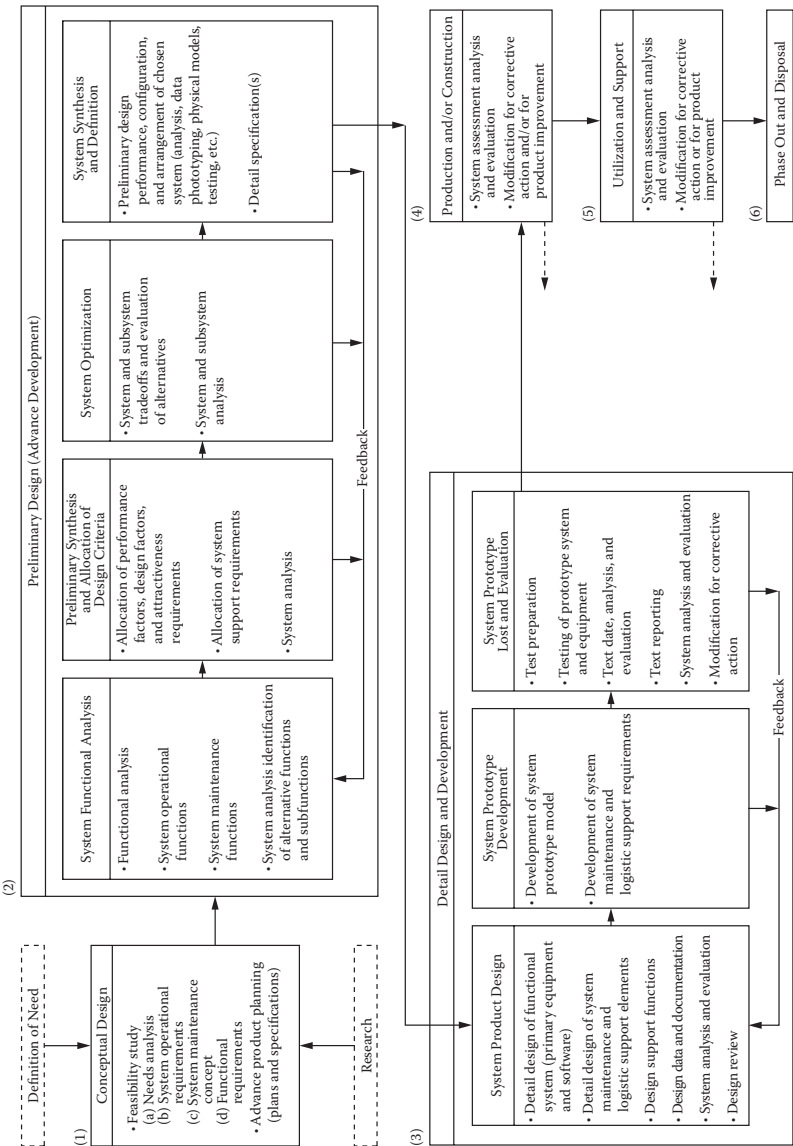 Definition of Need
(1)
Conceptual Design
• Feasibility study
(a) Needs analysis
(b) System operational
requirements
(c) System maintenance
concept
(d) Functional
requirements
• Advance product planning
(plans and specifications)
Research
(2)
Preliminary Design (Advance Development)
System Functional Analysis
• Functional analysis
• System operational
functions
• System maintenance
functions
• System analysis identification
of alternative functions
and subfunctions
Preliminary Synthesis
and Allocation of
Design Criteria
• Allocation of performance
factors, design factors,
and attractiveness
requirements
• Allocation of system
support requirements
• System analysis
System Optimization
• System and subsystem
tradeoffs and evaluation
of alternatives
• System and subsystem
analysis
System Synthesis
and Definition
• Preliminary design
performance, configuration,
and arrangement of chosen
system (analysis, data
phototyping, physical models,
testing, etc.)
• Detail specification(s)
Feedback
(3)
Detail Design and Development
System Product Design
• Detail design of functional
system (primary equipment
and software)
• Detail design of system
maintenance and
logistic support elements
• Design support functions
• Design data and documentation
• System analysis and evaluation
• Design review
System Prototype
Development
• Development of system
prototype model
• Development of system
maintenance and
logistic support requirements
System Prototype
Lost and Evaluation
• Test preparation
• Testing of prototype system
and equipment
• Text date, analysis, and
evaluation
• Text reporting
• System analysis and evaluation
• Modification for corrective
action
Feedback
(4)
Production and/or Construction
• System assessment analysis
and evaluation
• Modification for corrective
action and/or for
product improvement
(5)
Utilization and Support
• System assessment analysis
and evaluation
• Modification for corrective
action or for product
improvement
(6)
Phase Out and Disposal